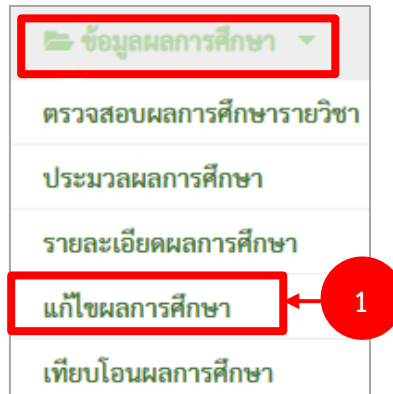 ข้อมูลผลการศึกษา
ตรวจสอบผลการศึกษารายวิชา
ประมวลผลการศึกษา
รายละเอียดผลการศึกษา
แก้ไขผลการศึกษา
1
เทียบโอนผลการศึกษา